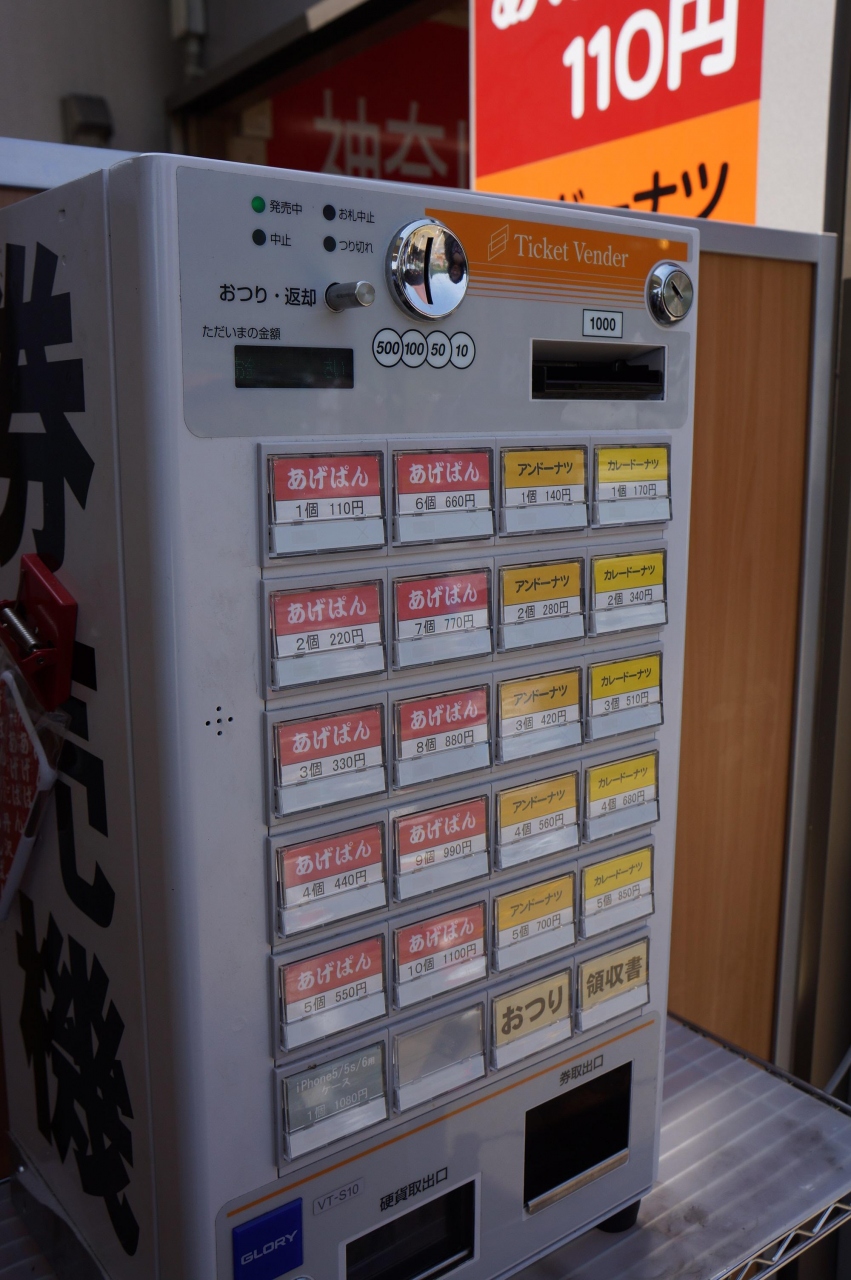 110円
神奈
ドーナツ
発売中
お札中止
中止
つり切れ
Ticket Vender
おつり・返却
1000
ただいまの金額
500 100 50 10
あげぱん
1個 110円
あげぱん
6個 660円
アンドーナツ
1個 140円
カレードーナツ
1個 170円
あげぱん
2個 220円
あげぱん
7個 770円
アンドーナツ
2個 280円
カレードーナツ
2個 340円
あげぱん
3個 330円
あげぱん
8個 880円
アンドーナツ
3個 420円
カレードーナツ
3個 510円
あげぱん
4個 440円
あげぱん
9個 990円
アンドーナツ
4個 560円
カレードーナツ
4個 680円
あげぱん
5個 550円
あげぱん
10個 1100円
アンドーナツ
5個 700円
カレードーナツ
5個 850円
iPhone5/5s/6用
ケース
1個 1080円
おつり
領収書
券取出口
硬貨取出口
VT-S10
GLORY
券売機